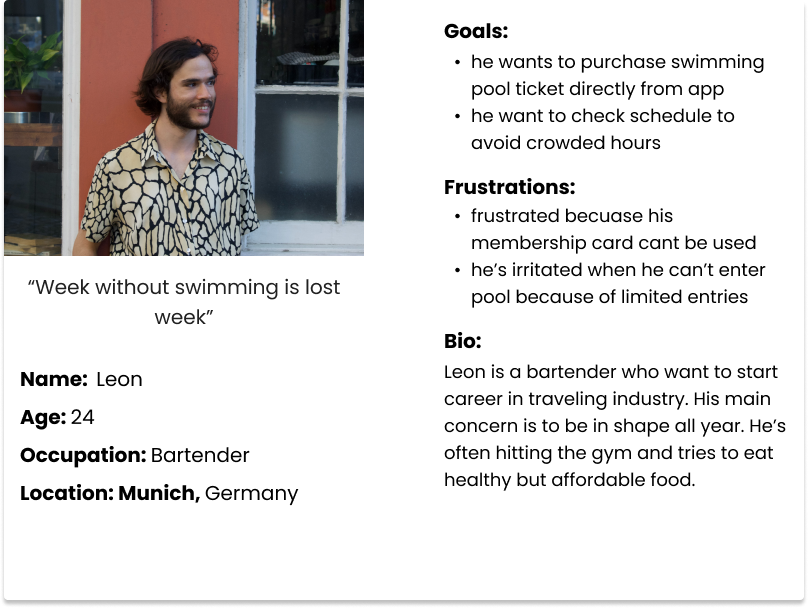 “Week without swimming is lost
week”
Name: Leon
Age: 24
Occupation: Bartender
Location: Munich, Germany
Goals:
• he wants to purchase swimming
pool ticket directly from app
• he want to check schedule to
avoid crowded hours
Frustrations:
• frustrated becuase his
membership card cant be used
• he’s irritated when he can’t enter
pool because of limited entries
Bio:
Leon is a bartender who want to start
career in traveling industry. His main
concern is to be in shape all year. He’s
often hitting the gym and tries to eat
healthy but affordable food.